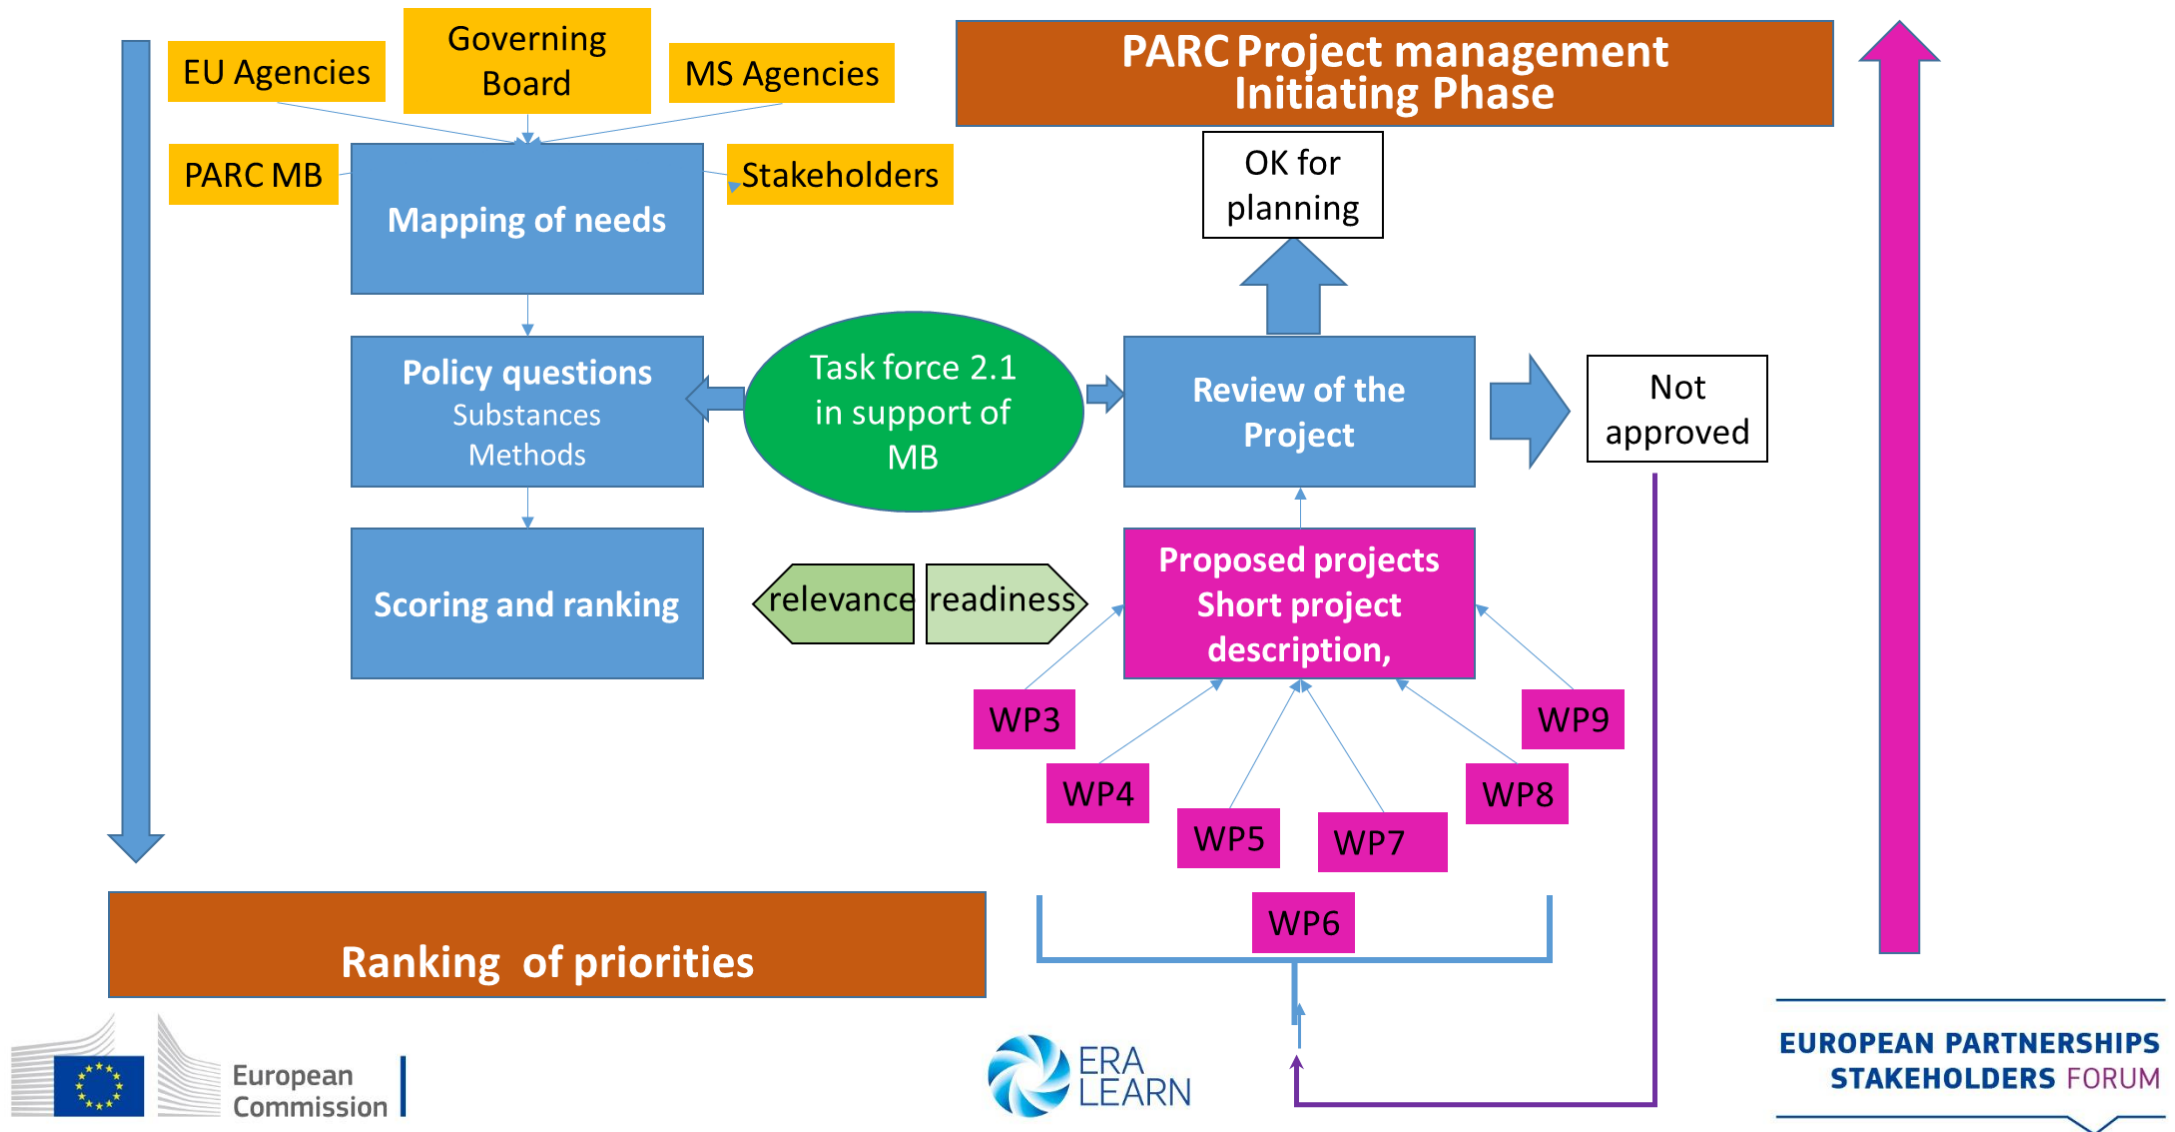 EU Agencies
Governing
Board
MS Agencies
PARC MB
Stakeholders
Mapping of needs
Policy questions
Substances
Methods
Scoring and ranking
Ranking  of priorities
Task force 2.1
in support of
MB
relevance
readiness
PARC Project management
Initiating Phase
OK for
planning
Review of the
Project
Not
approved
Proposed projects
Short project
description,
WP3
WP4
WP5
WP6
WP7
WP8
WP9
European
Commission
ERA
LEARN
EUROPEAN PARTNERSHIPS
STAKEHOLDERS FORUM